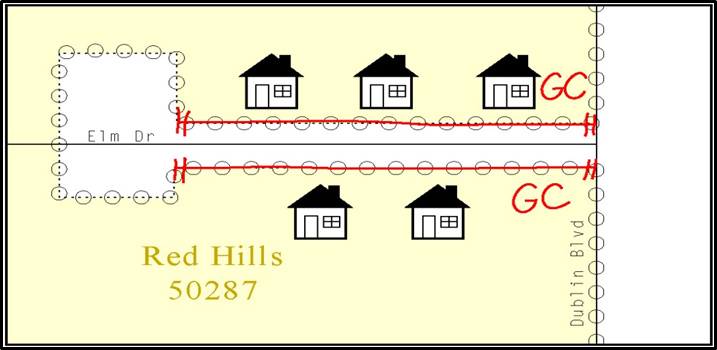 GC
Elm Dr
GC
Red Hills
50287
Dublin Blvd